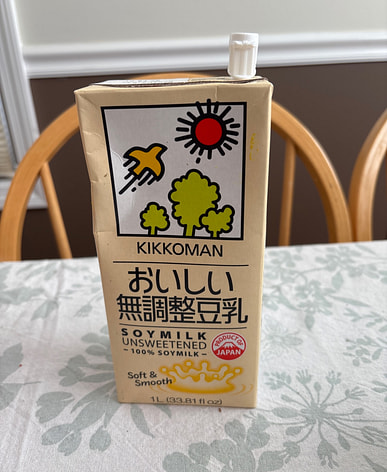 KIKKOMAN
おいしい
無調整豆乳
SOYMILK
UNSWEETENED
– 100% SOYMILK –
PRODUCT OF
JAPAN
Soft &
Smooth
1L (33.81 fl oz)